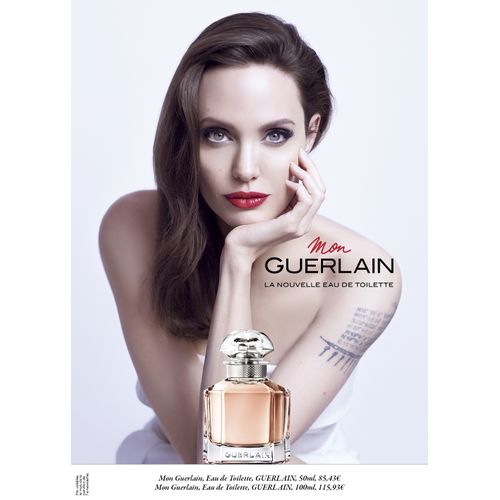 Mon
GUERLAIN
LA NOUVELLE EAU DE TOILETTE
GUERLAIN
Mon Guerlain, Eau de Toilette, GUERLAIN, 50ml, 85,43€
Mon Guerlain, Eau de Toilette, GUERLAIN, 100ml, 115,93€